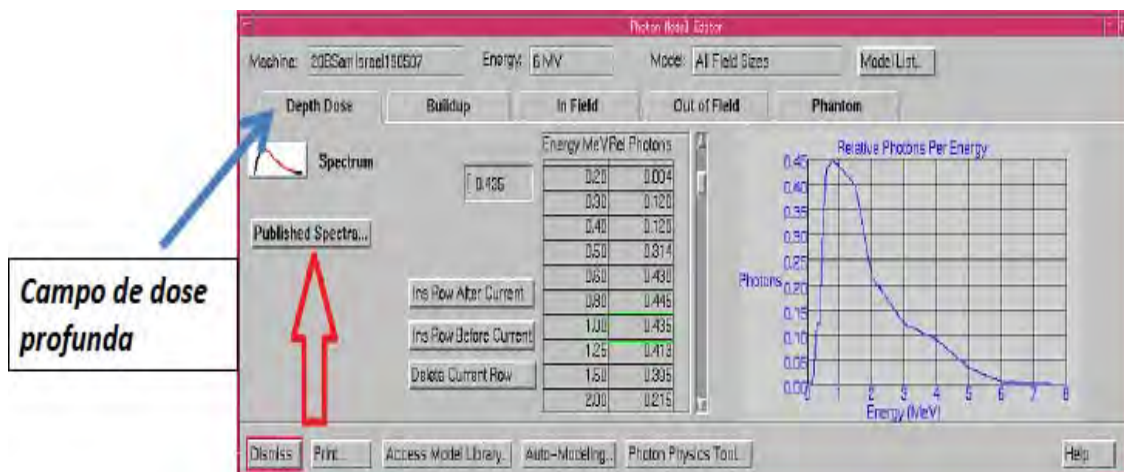 Photon Model Editor
Machine: 20BSamIsrael160507 Energy: 6 MV Model: All Field Sizes Model List...
Depth Dose Buildup In Field Out of Field Phantom
Spectrum
0.435
Published Spectra...
Energy MeV Rel Photons
0.20 0.004
0.30 0.120
0.40 0.120
0.50 0.314
0.60 0.430
0.80 0.445
1.00 0.435
1.25 0.413
1.50 0.395
2.00 0.215
Ins Row After Current
Ins Row Before Current
Delete Current Row
Relative Photons Per Energy
0.45
0.40
0.35
0.30
0.25
Photons 0.20
0.15
0.10
0.05
0.00
0 1 2 3 4 5 6 7 8
Energy (MeV)
Campo de dose
profunda
Dismiss Print... Access Model Library... Auto-Modeling... Photon Physics Tool... Help